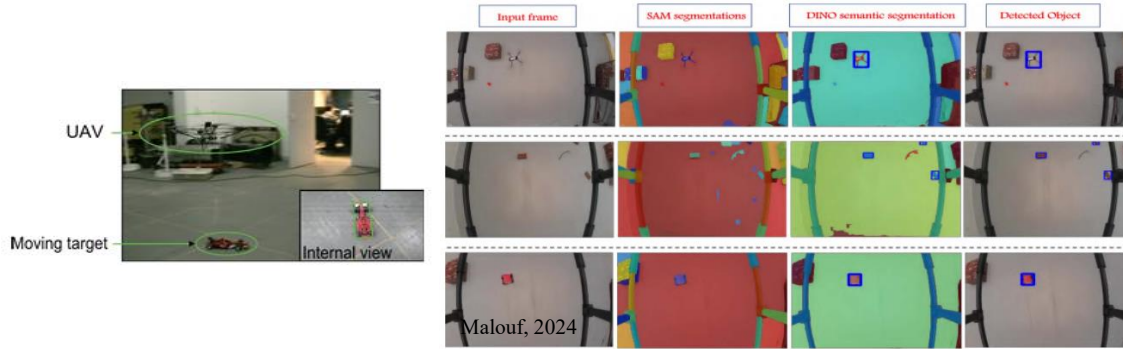 Input frame
SAM segmentations
DINO semantic segmentation
Detected Object
UAV
Moving target
Internal view
Malouf, 2024